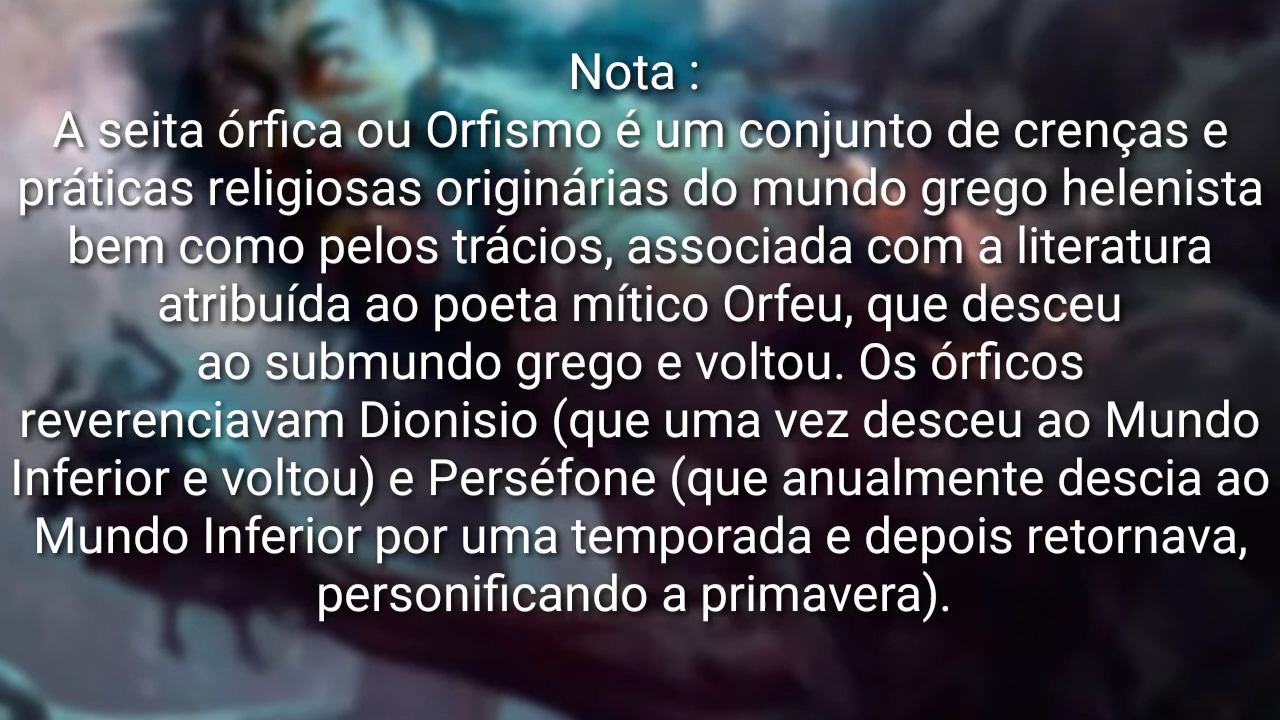 Nota :
A seita órfica ou Orfismo é um conjunto de crenças e
práticas religiosas originárias do mundo grego helenista
bem como pelos trácios, associada com a literatura
atribuída ao poeta mítico Orfeu, que desceu
ao submundo grego e voltou. Os órficos
reverenciavam Dionisio (que uma vez desceu ao Mundo
Inferior e voltou) e Perséfone (que anualmente descia ao
Mundo Inferior por uma temporada e depois retornava,
personificando a primavera).